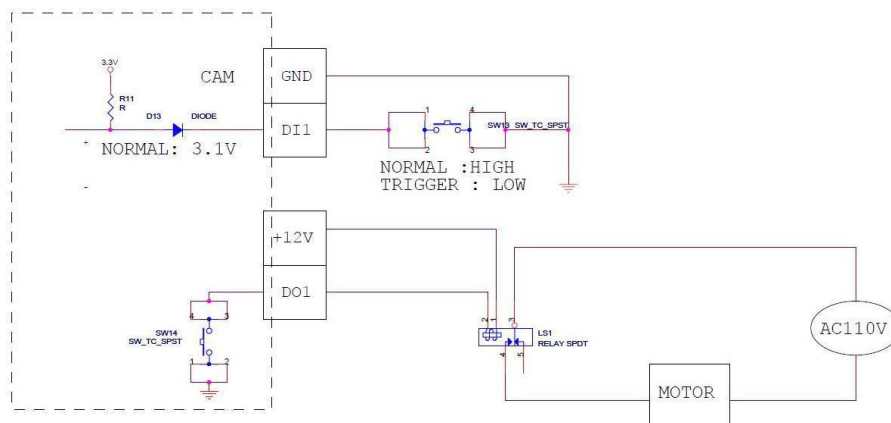 3.3V
CAM
GND
R11
R
D13
DIODE
DI1
1
4
SW13 SW_TC_SPST
2
3
+
NORMAL: 3.1V
-
NORMAL :HIGH
TRIGGER : LOW
+12V
DO1
4
3
SW14
SW_TC_SPST
1
2
2
1
3
LS1
RELAY SPDT
4
5
AC110V
MOTOR